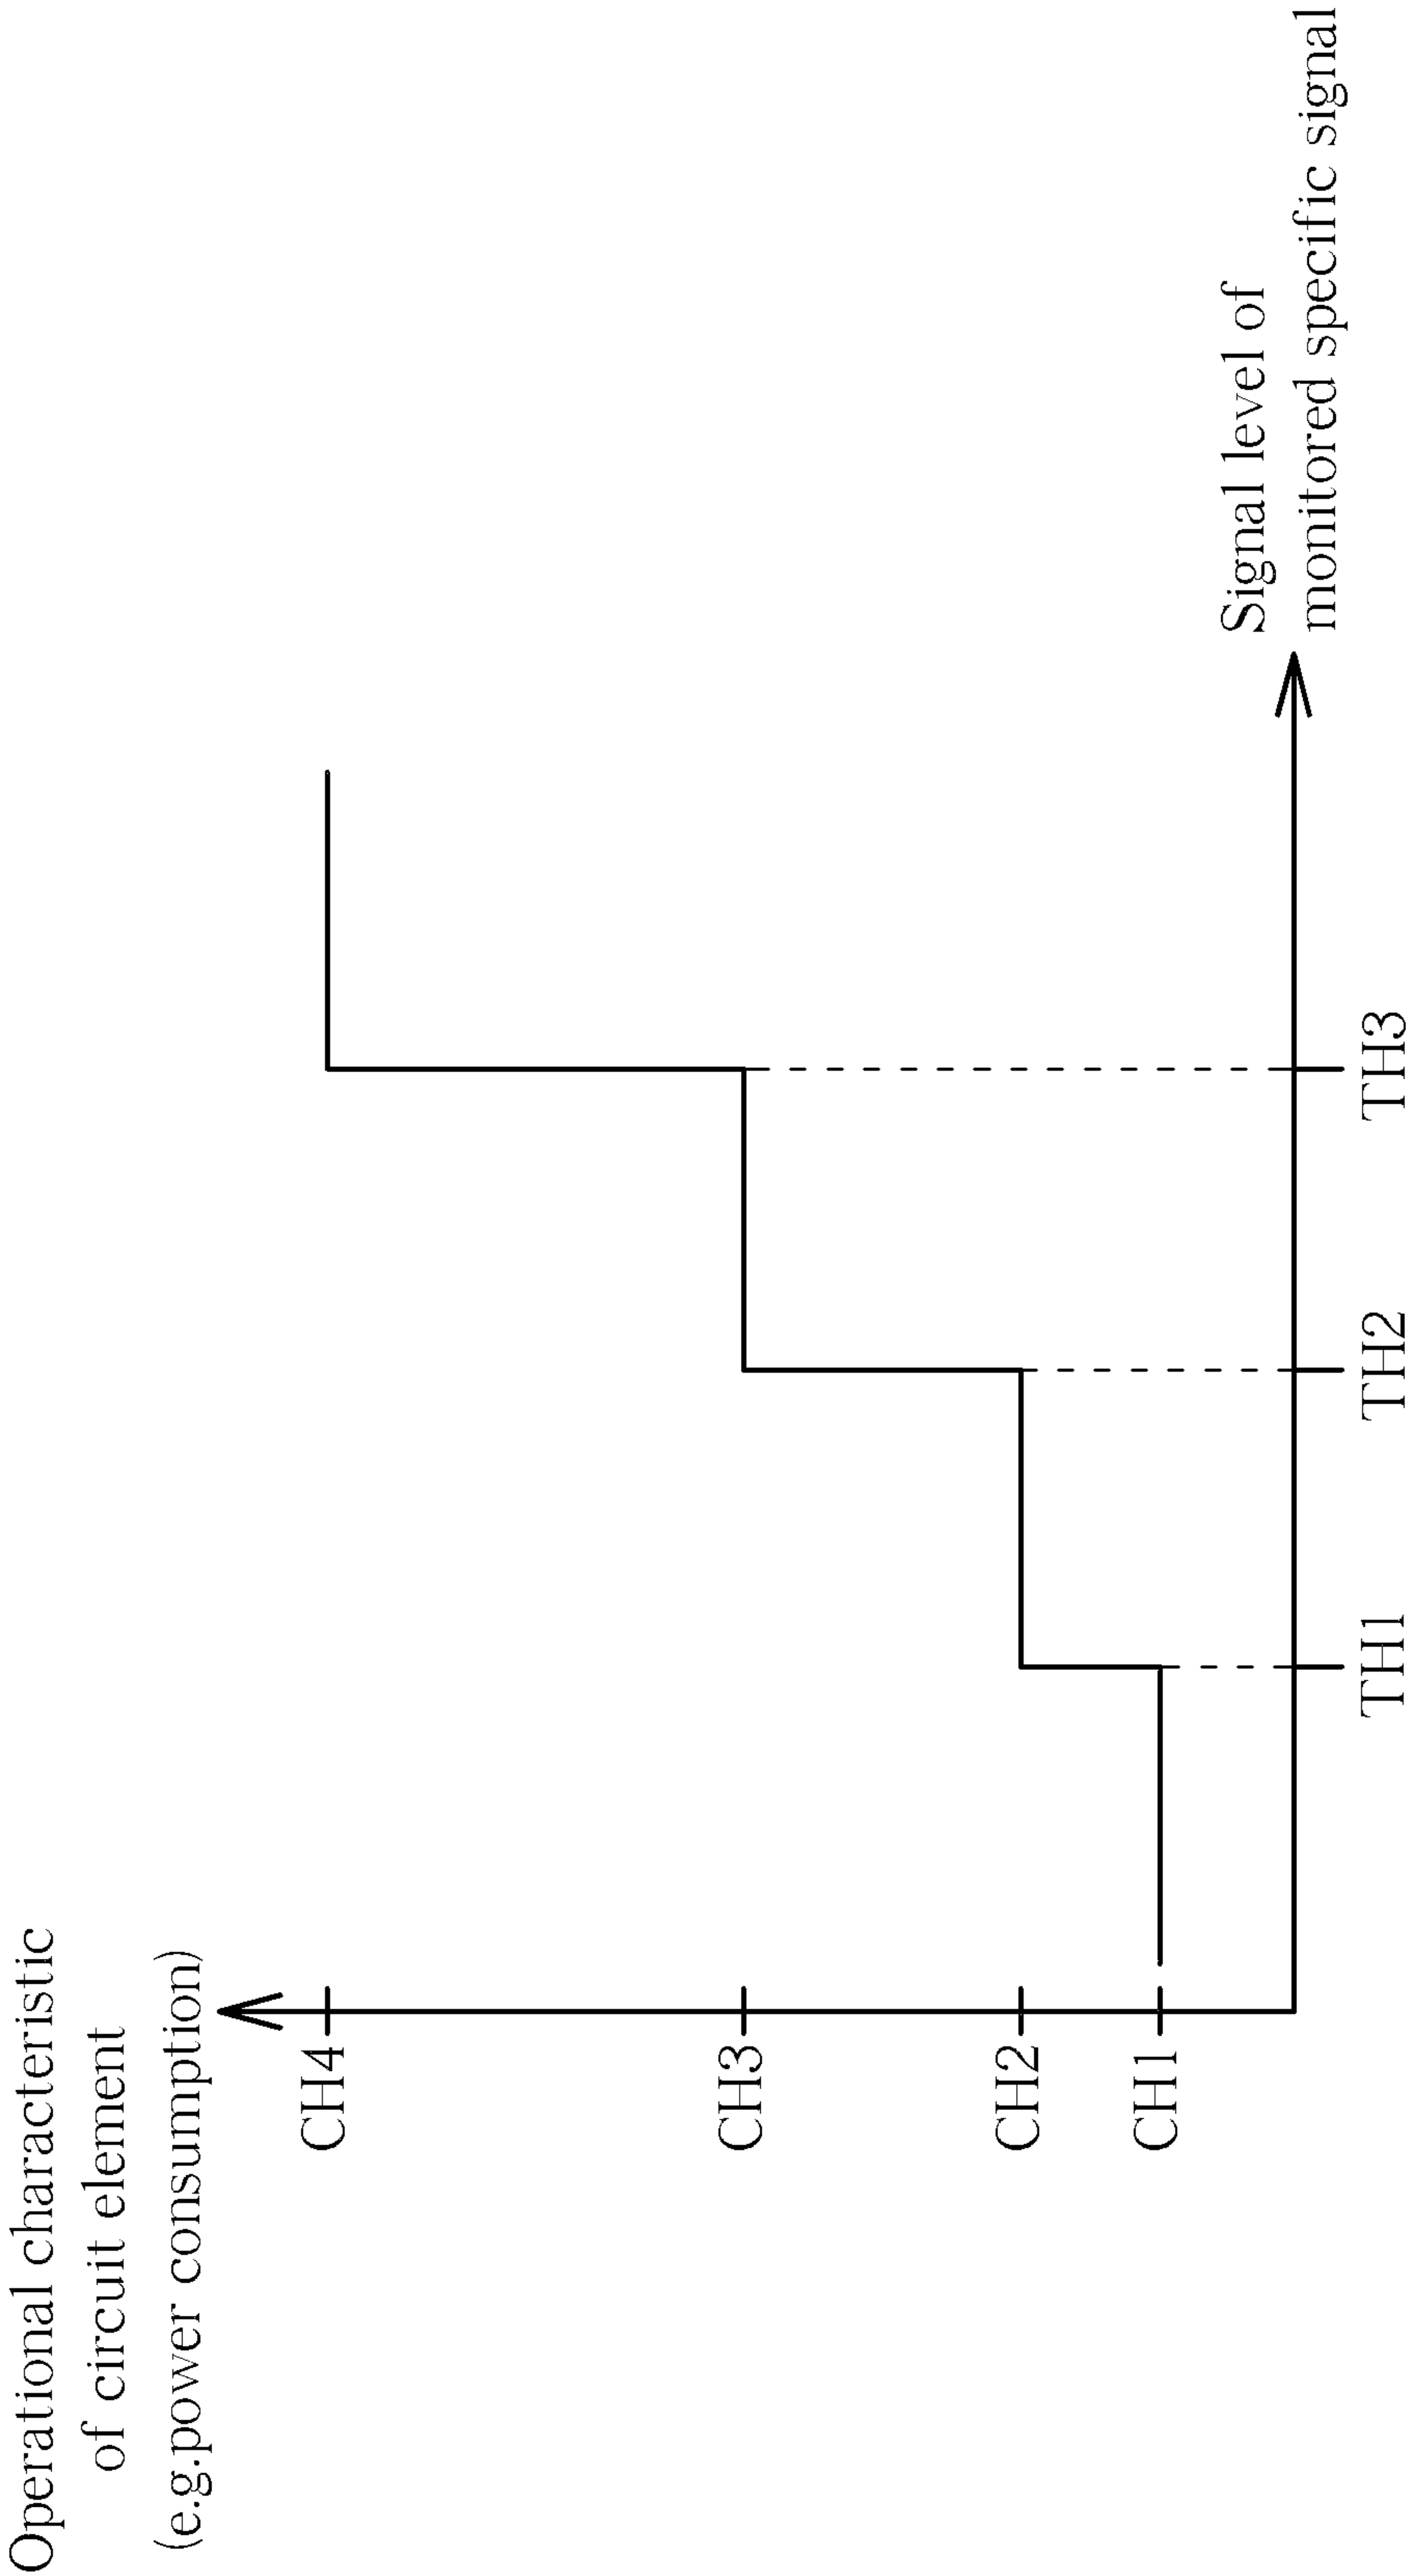 Operational characteristic
of circuit element
(e.g.power consumption)
CH4
CH3
CH2
CH1
TH1
TH2
TH3
Signal level of
monitored specific signal